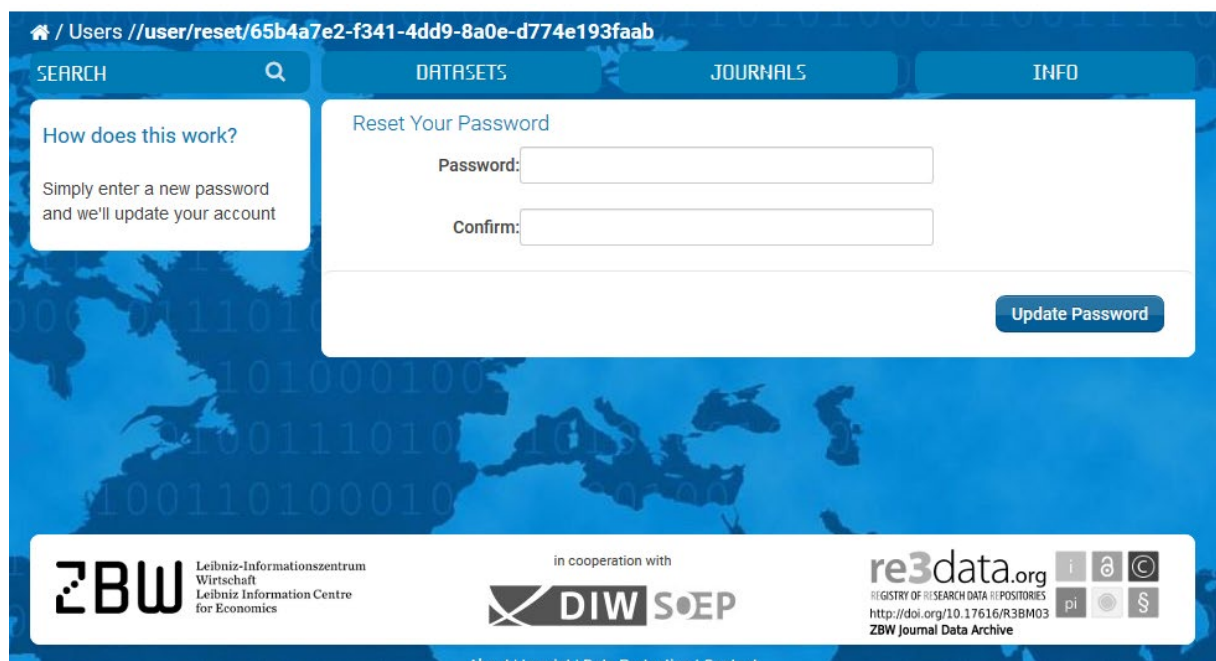 / Users //user/reset/65b4a7e2-f341-4dd9-8a0e-d774e193faab
SEARCH
DATASETS
JOURNALS
INFO
How does this work?
Simply enter a new password
and we'll update your account
Reset Your Password
Password:
Confirm:
Update Password
ZBW
Leibniz-Informationszentrum
Wirtschaft
Leibniz Information Centre
for Economics
in cooperation with
DIW SOEP
re3data.org
REGISTRY OF RESEARCH DATA REPOSITORIES
http://doi.org/10.17616/R3BM03
ZBW Journal Data Archive
i
©
pi
§